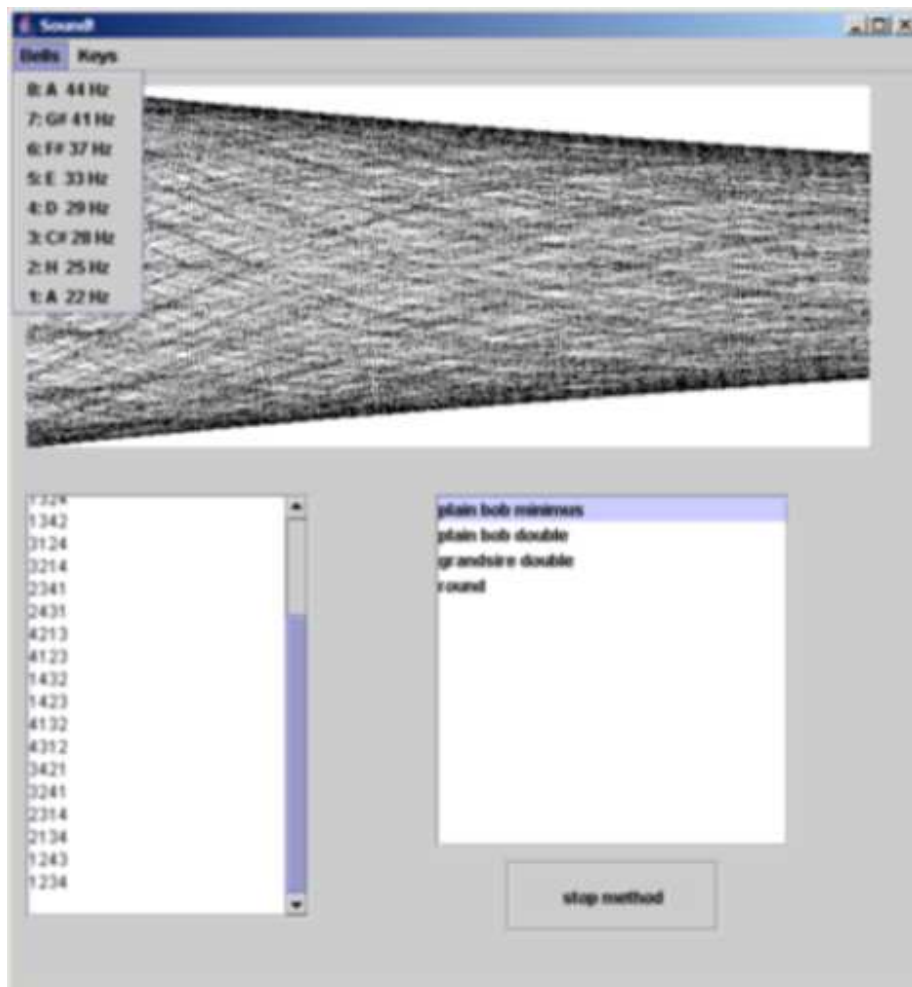 Sound!
Bells Keys
8: A 44 Hz
7: G# 41 Hz
6: F# 37 Hz
5: E 33 Hz
4: D 29 Hz
3: C# 28 Hz
2: H 25 Hz
1: A 22 Hz
1324
1342
3124
3214
2341
2431
4213
4123
1432
1423
4132
4312
3421
3241
2314
2134
1243
1234
plain bob minimus
plain bob double
grandsire double
round
stop method